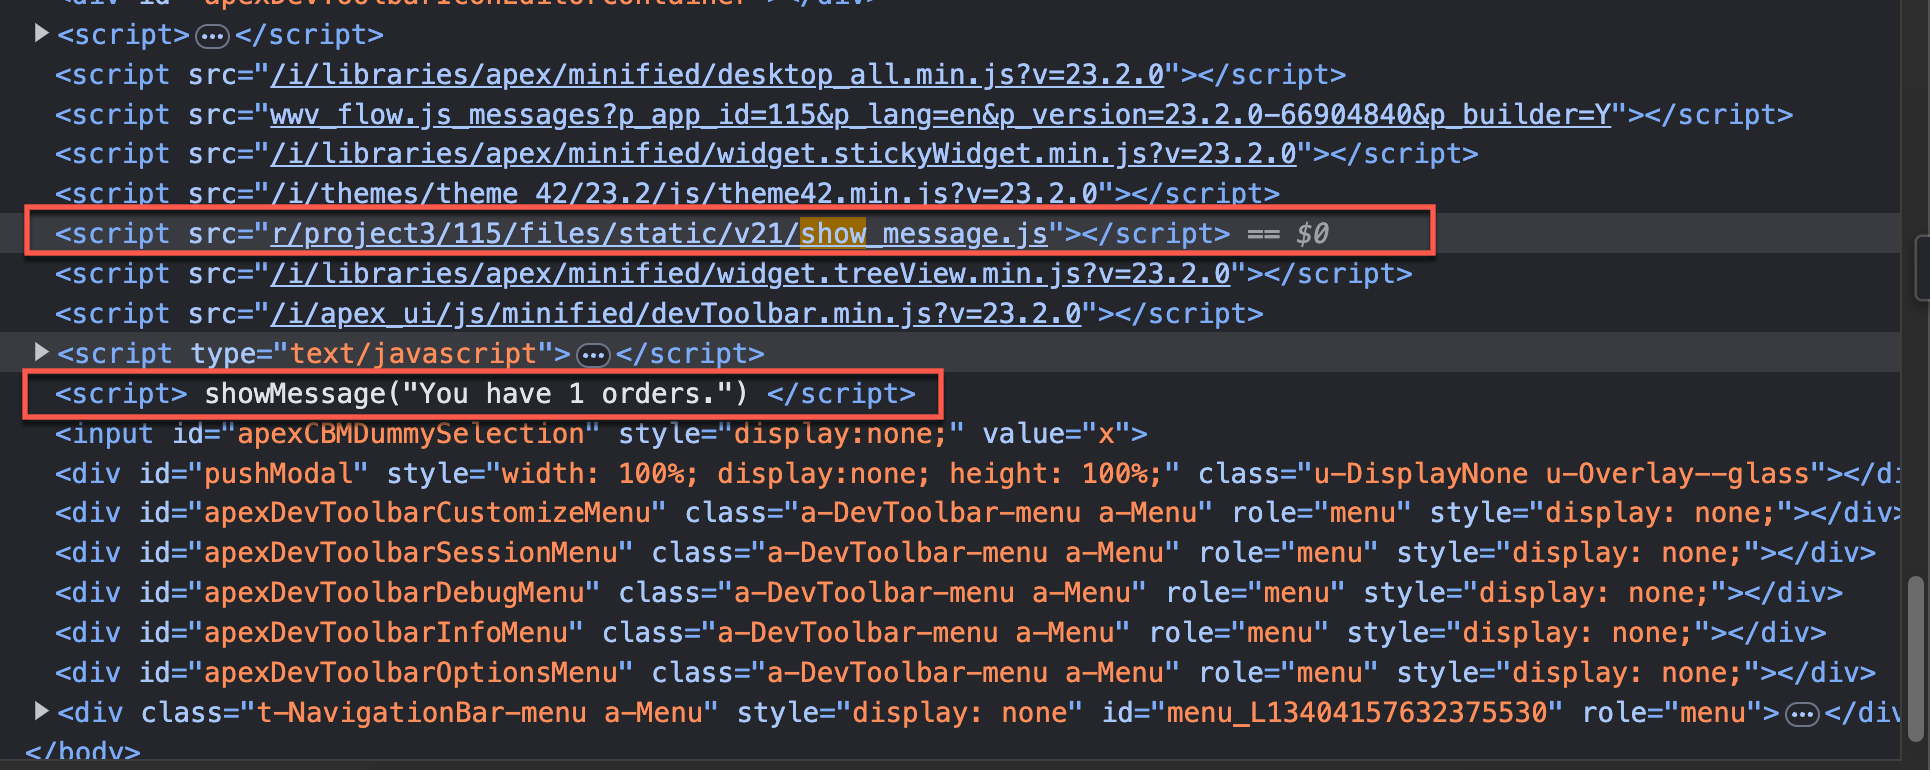 <div id="apexDevToolbarIconEditorContainer"></div>
<script>…</script>
<script src="/i/libraries/apex/minified/desktop_all.min.js?v=23.2.0"></script>
<script src="wwv_flow.js_messages?p_app_id=115&p_lang=en&p_version=23.2.0-66904840&p_builder=Y"></script>
<script src="/i/libraries/apex/minified/widget.stickyWidget.min.js?v=23.2.0"></script>
<script src="/i/themes/theme_42/23.2/js/theme42.min.js?v=23.2.0"></script>
<script src="r/project3/115/files/static/v21/show_message.js"></script> == $0
<script src="/i/libraries/apex/minified/widget.treeView.min.js?v=23.2.0"></script>
<script src="/i/apex_ui/js/minified/devToolbar.min.js?v=23.2.0"></script>
<script type="text/javascript">…</script>
<script> showMessage("You have 1 orders.") </script>
<input id="apexCBMDummySelection" style="display:none;" value="x">
<div id="pushModal" style="width: 100%; display:none; height: 100%;" class="u-DisplayNone u-Overlay--glass"></di
<div id="apexDevToolbarCustomizeMenu" class="a-DevToolbar-menu a-Menu" role="menu" style="display: none;"></div>
<div id="apexDevToolbarSessionMenu" class="a-DevToolbar-menu a-Menu" role="menu" style="display: none;"></div>
<div id="apexDevToolbarDebugMenu" class="a-DevToolbar-menu a-Menu" role="menu" style="display: none;"></div>
<div id="apexDevToolbarInfoMenu" class="a-DevToolbar-menu a-Menu" role="menu" style="display: none;"></div>
<div id="apexDevToolbarOptionsMenu" class="a-DevToolbar-menu a-Menu" role="menu" style="display: none;"></div>
<div class="t-NavigationBar-menu a-Menu" style="display: none" id="menu_L13404157632375530" role="menu">…</div
</body>